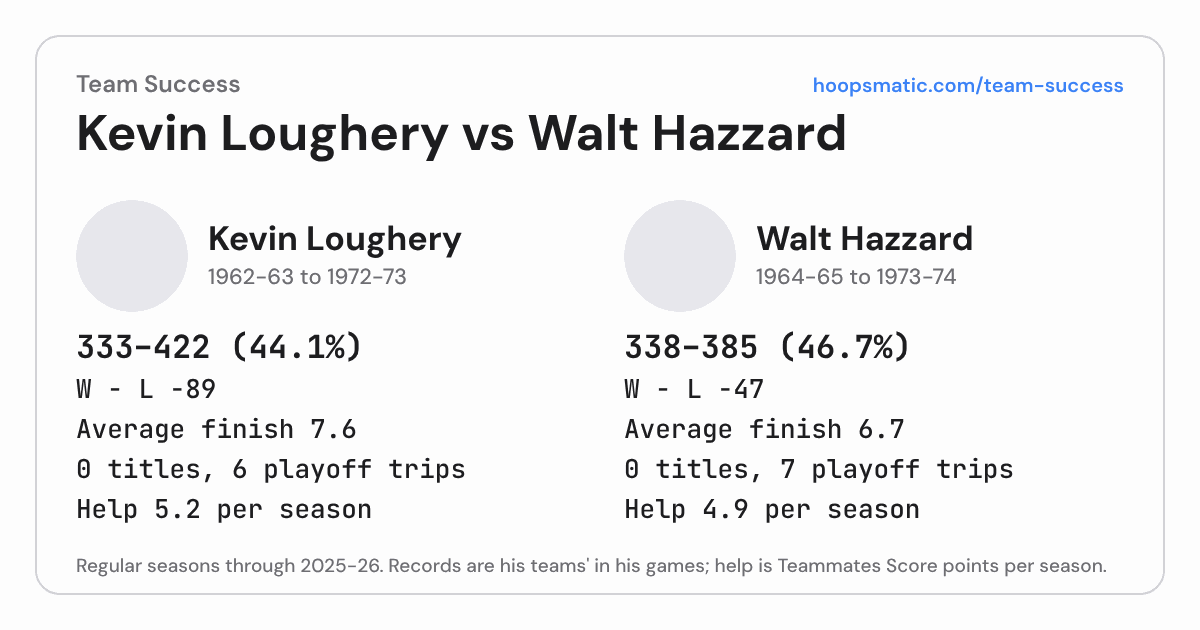 Team Success
hoopsmatic.com/team-success
Kevin Loughery vs Walt Hazzard
Kevin Loughery
1962-63 to 1972-73
333-422 (44.1%)
W - L -89
Average finish 7.6
0 titles, 6 playoff trips
Help 5.2 per season
Walt Hazzard
1964-65 to 1973-74
338-385 (46.7%)
W - L -47
Average finish 6.7
0 titles, 7 playoff trips
Help 4.9 per season
Regular seasons through 2025-26. Records are his teams' in his games; help is Teammates Score points per season.